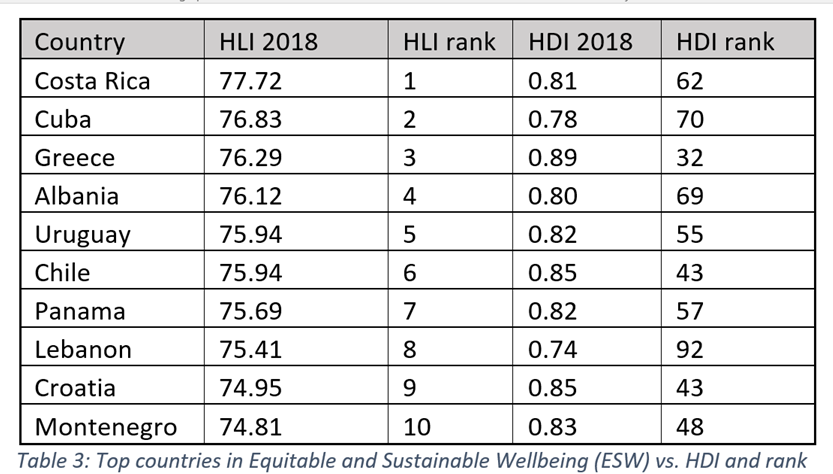 Country HLI 2018 HLI rank HDI 2018 HDI rank
Costa Rica 77.72 1 0.81 62
Cuba 76.83 2 0.78 70
Greece 76.29 3 0.89 32
Albania 76.12 4 0.80 69
Uruguay 75.94 5 0.82 55
Chile 75.94 6 0.85 43
Panama 75.69 7 0.82 57
Lebanon 75.41 8 0.74 92
Croatia 74.95 9 0.85 43
Montenegro 74.81 10 0.83 48
Table 3: Top countries in Equitable and Sustainable Wellbeing (ESW) vs. HDI and rank